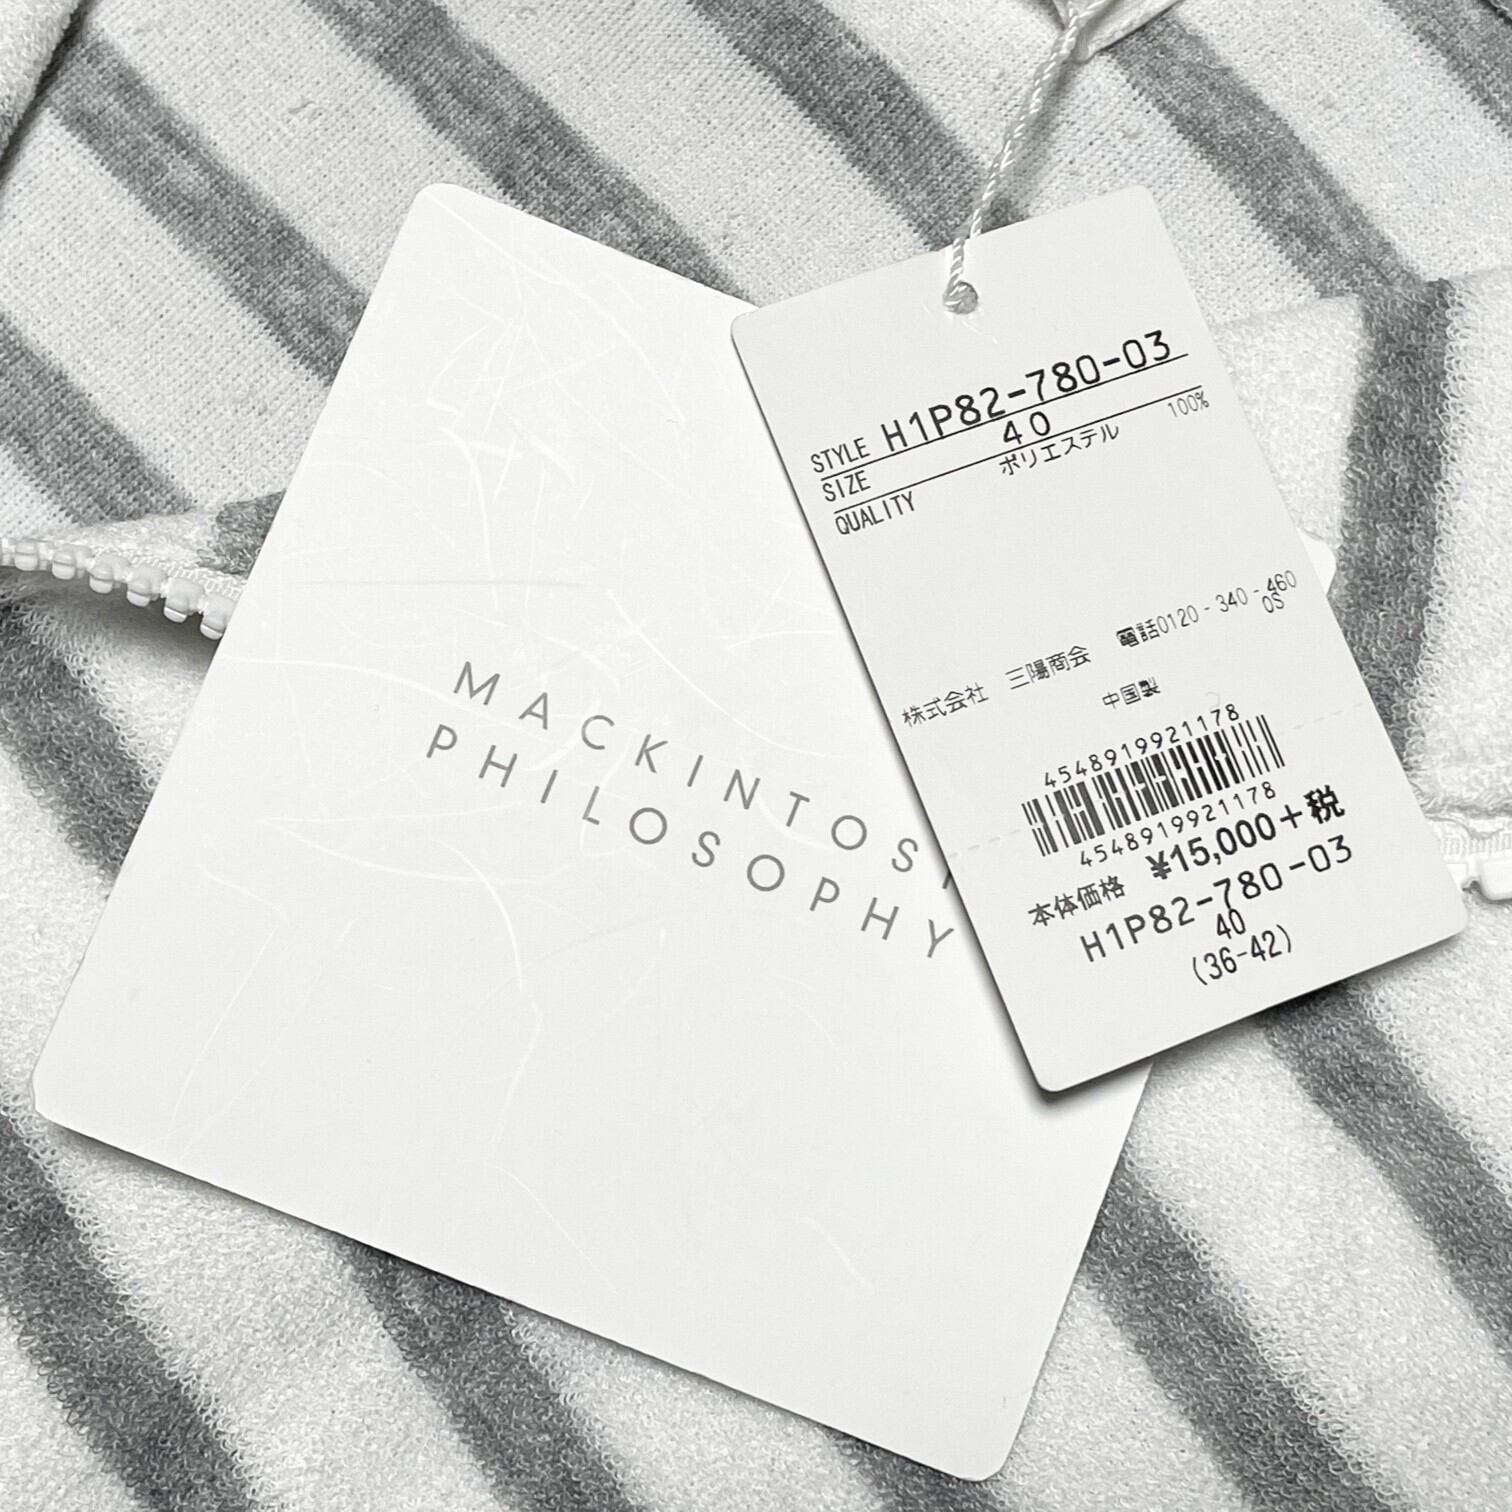 MACKINTOS
PHILOSOPHY
STYLE H1P82-780-03
SIZE 40
QUALITY ポリエステル 100%
株式会社 三陽商会 電話0120-340-460
OS
中国製
4548919921178
4548919921178
本体価格 ¥15,000+税
H1P82-780-03
40
(36-42)